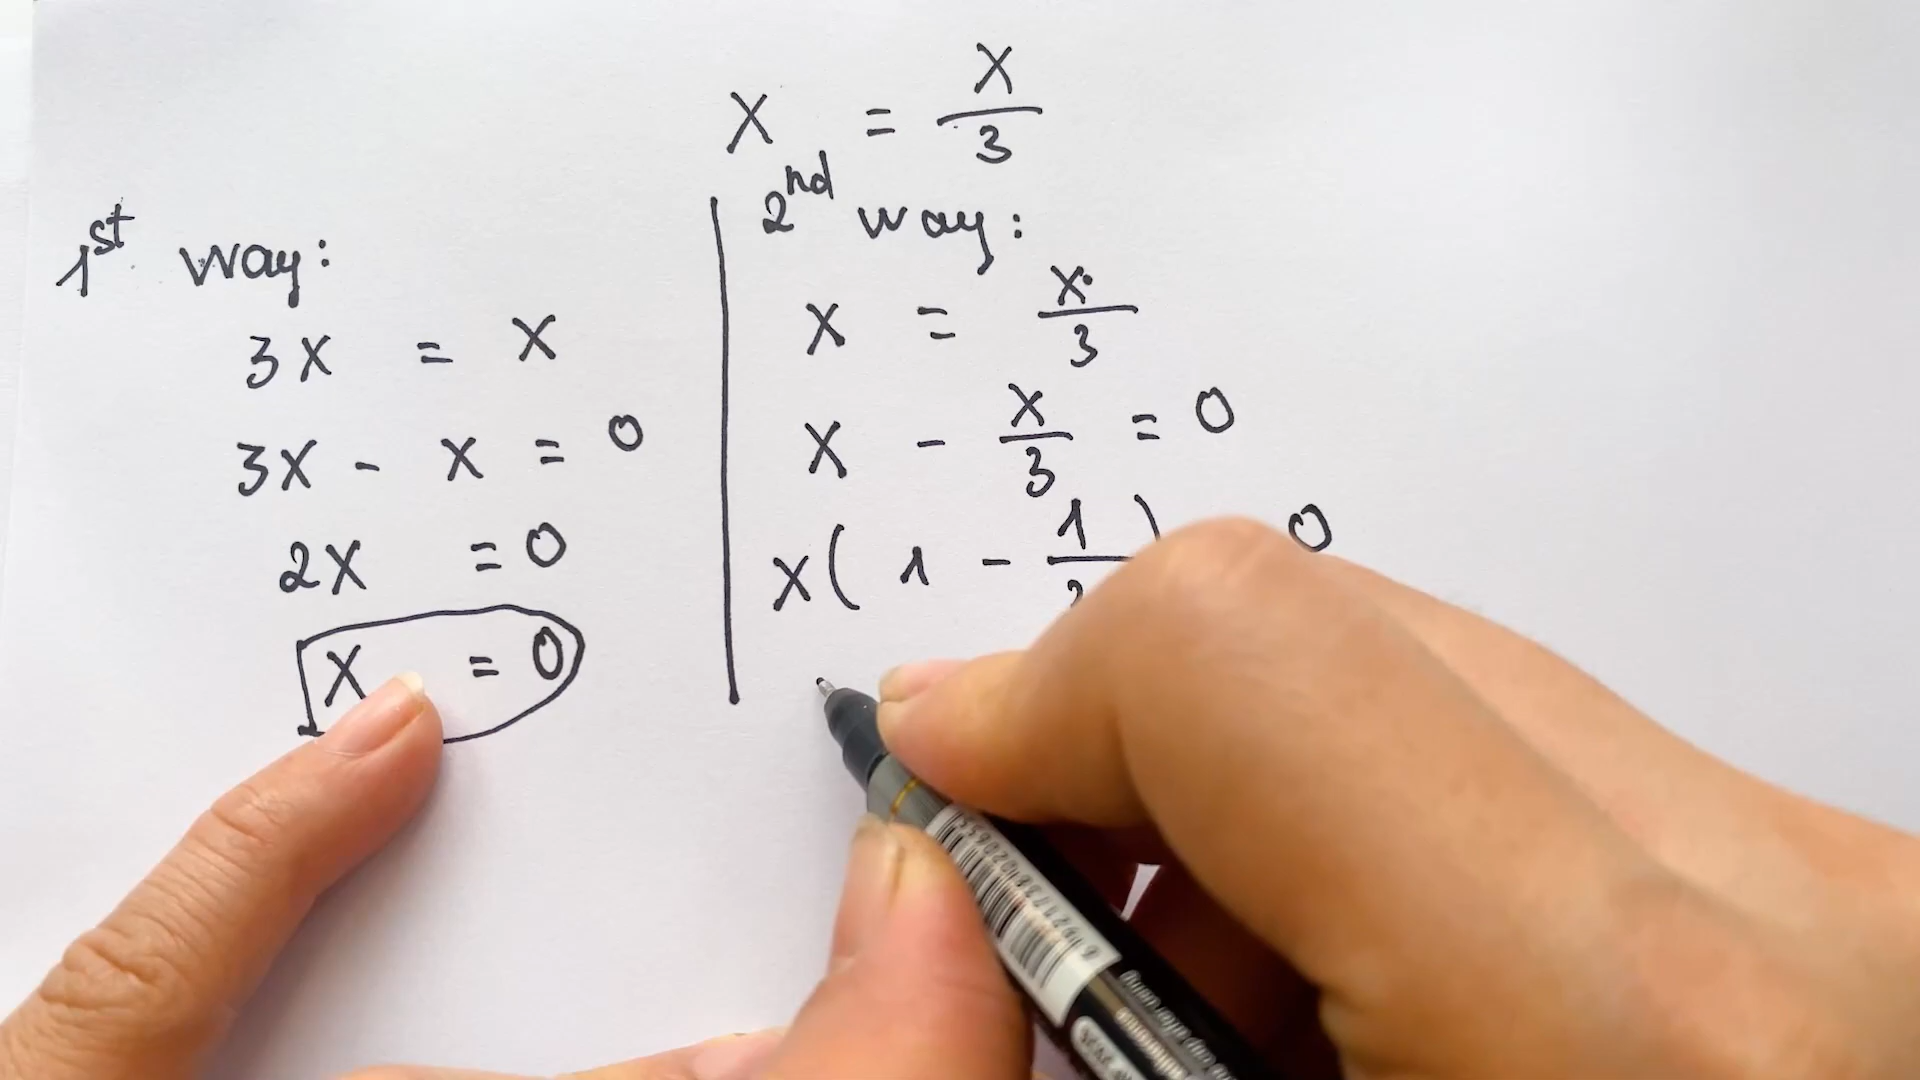 x = x/3
1st way:
3x = x
3x - x = 0
2x = 0
x = 0
2nd way:
x = x/3
x - x/3 = 0
x( 1 - 1/ ) 0